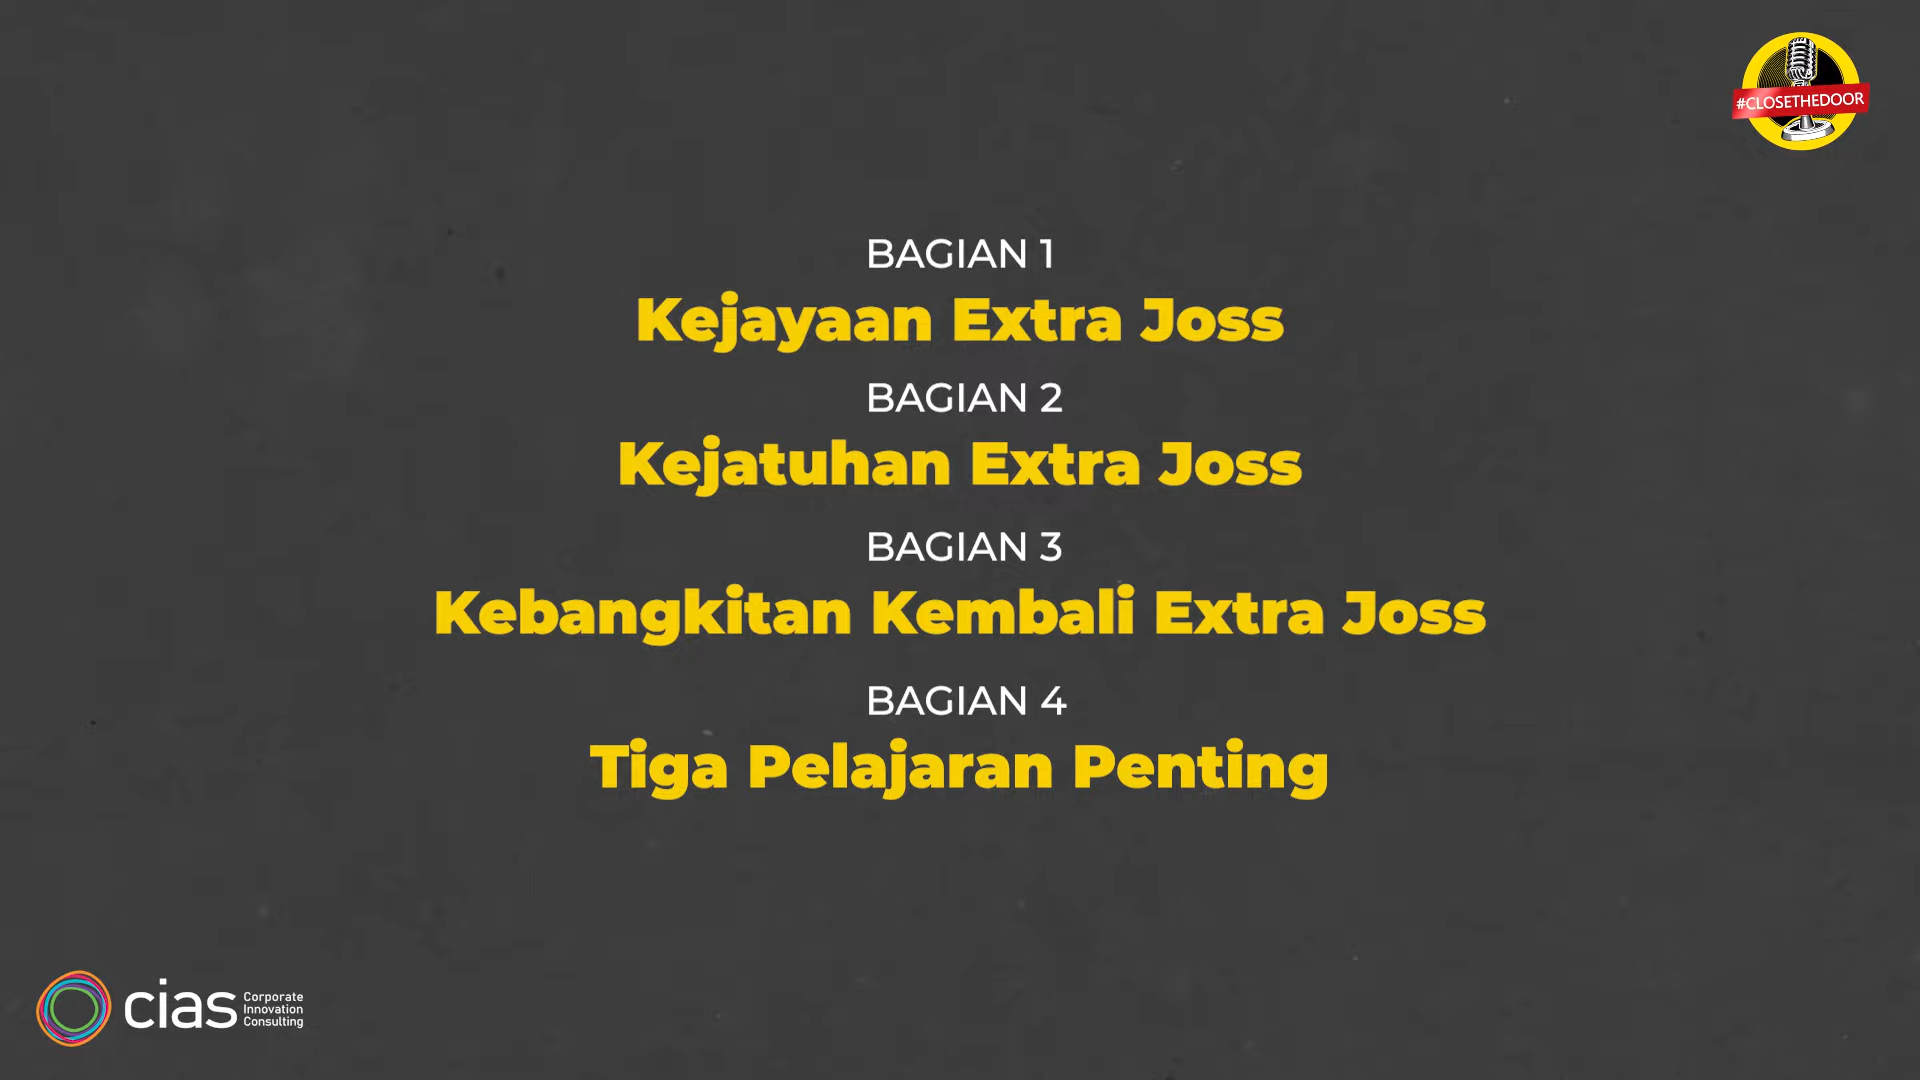 #CLOSETHEDOOR
BAGIAN 1
Kejayaan Extra Joss
BAGIAN 2
Kejatuhan Extra Joss
BAGIAN 3
Kebangkitan Kembali Extra Joss
BAGIAN 4
Tiga Pelajaran Penting
cias
Corporate
Innovation
Consulting